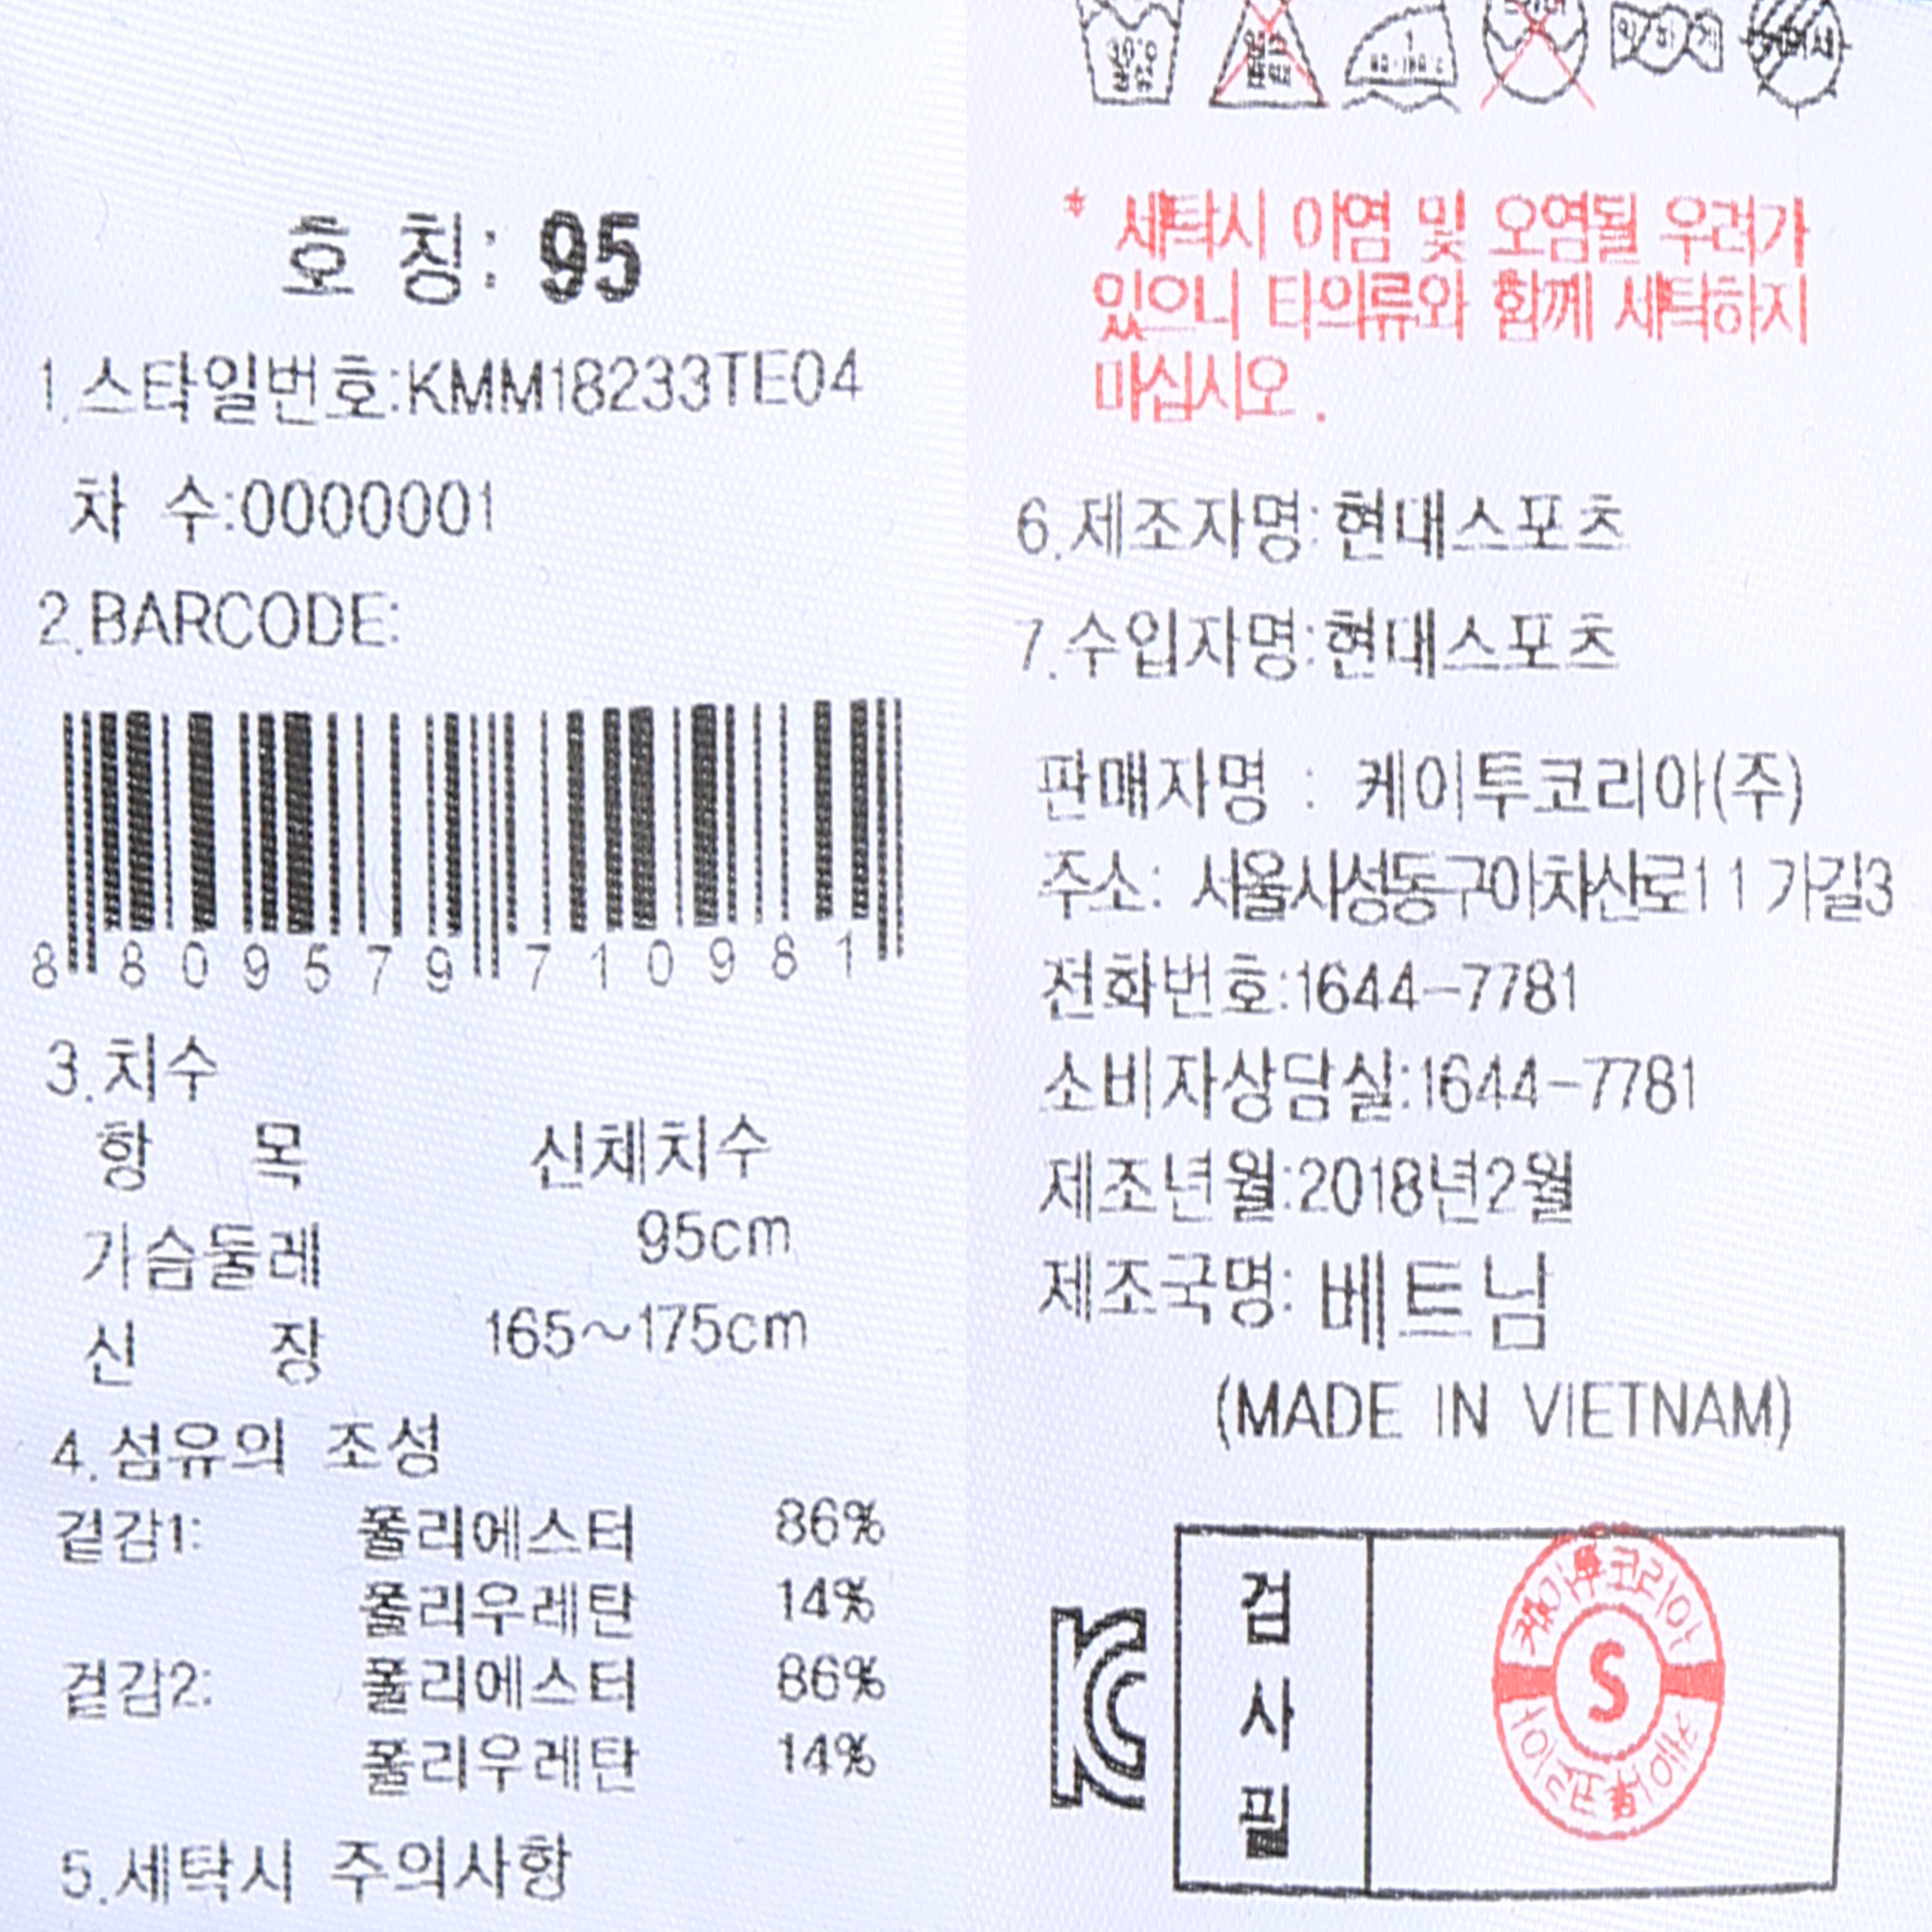 호 칭: 95
1.스타일번호:KMM18233TE04
차 수:0000001
2.BARCODE:
8 809579 710981
3.치수
항 목 신체치수
가슴둘레 95cm
신 장 165~175cm
4.섬유의 조성
겉감1: 폴리에스터 86%
폴리우레탄 14%
겉감2: 폴리에스터 86%
폴리우레탄 14%
5.세탁시 주의사항
* 세탁시 이염 및 오염될 우려가
있으니 타의류와 함께 세탁하지
마십시오.
6.제조자명:현대스포츠
7.수입자명:현대스포츠
판매자명 : 케이투코리아(주)
주소: 서울시성동구아차산로11가길3
전화번호:1644-7781
소비자상담실:1644-7781
제조년월:2018년2월
제조국명: 베트남
(MADE IN VIETNAM)
검사필
케이투코리아
S